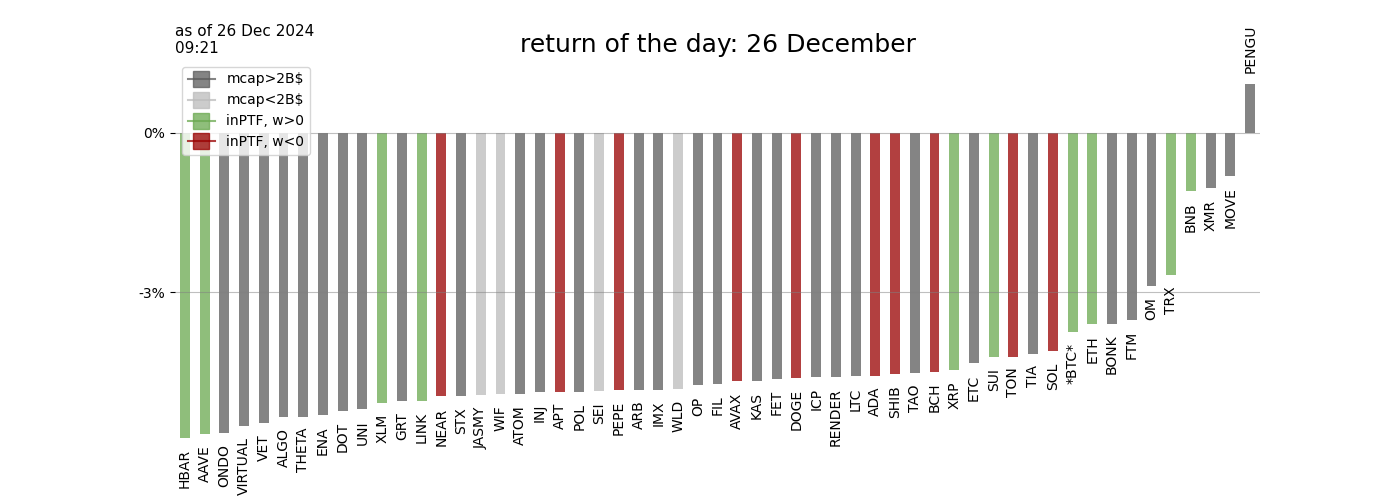 as of 26 Dec 2024
09:21
return of the day: 26 December
mcap>2B$
mcap<2B$
inPTF, w>0
inPTF, w<0
0%
-3%
HBAR
AAVE
ONDO
VIRTUAL
VET
ALGO
THETA
ENA
DOT
UNI
XLM
GRT
LINK
NEAR
STX
JASMY
WIF
ATOM
INJ
APT
POL
SEI
PEPE
ARB
IMX
WLD
OP
FIL
AVAX
KAS
FET
DOGE
ICP
RENDER
LTC
ADA
SHIB
TAO
BCH
XRP
ETC
SUI
TON
TIA
SOL
*BTC*
ETH
BONK
FTM
OM
TRX
BNB
XMR
MOVE
PENGU